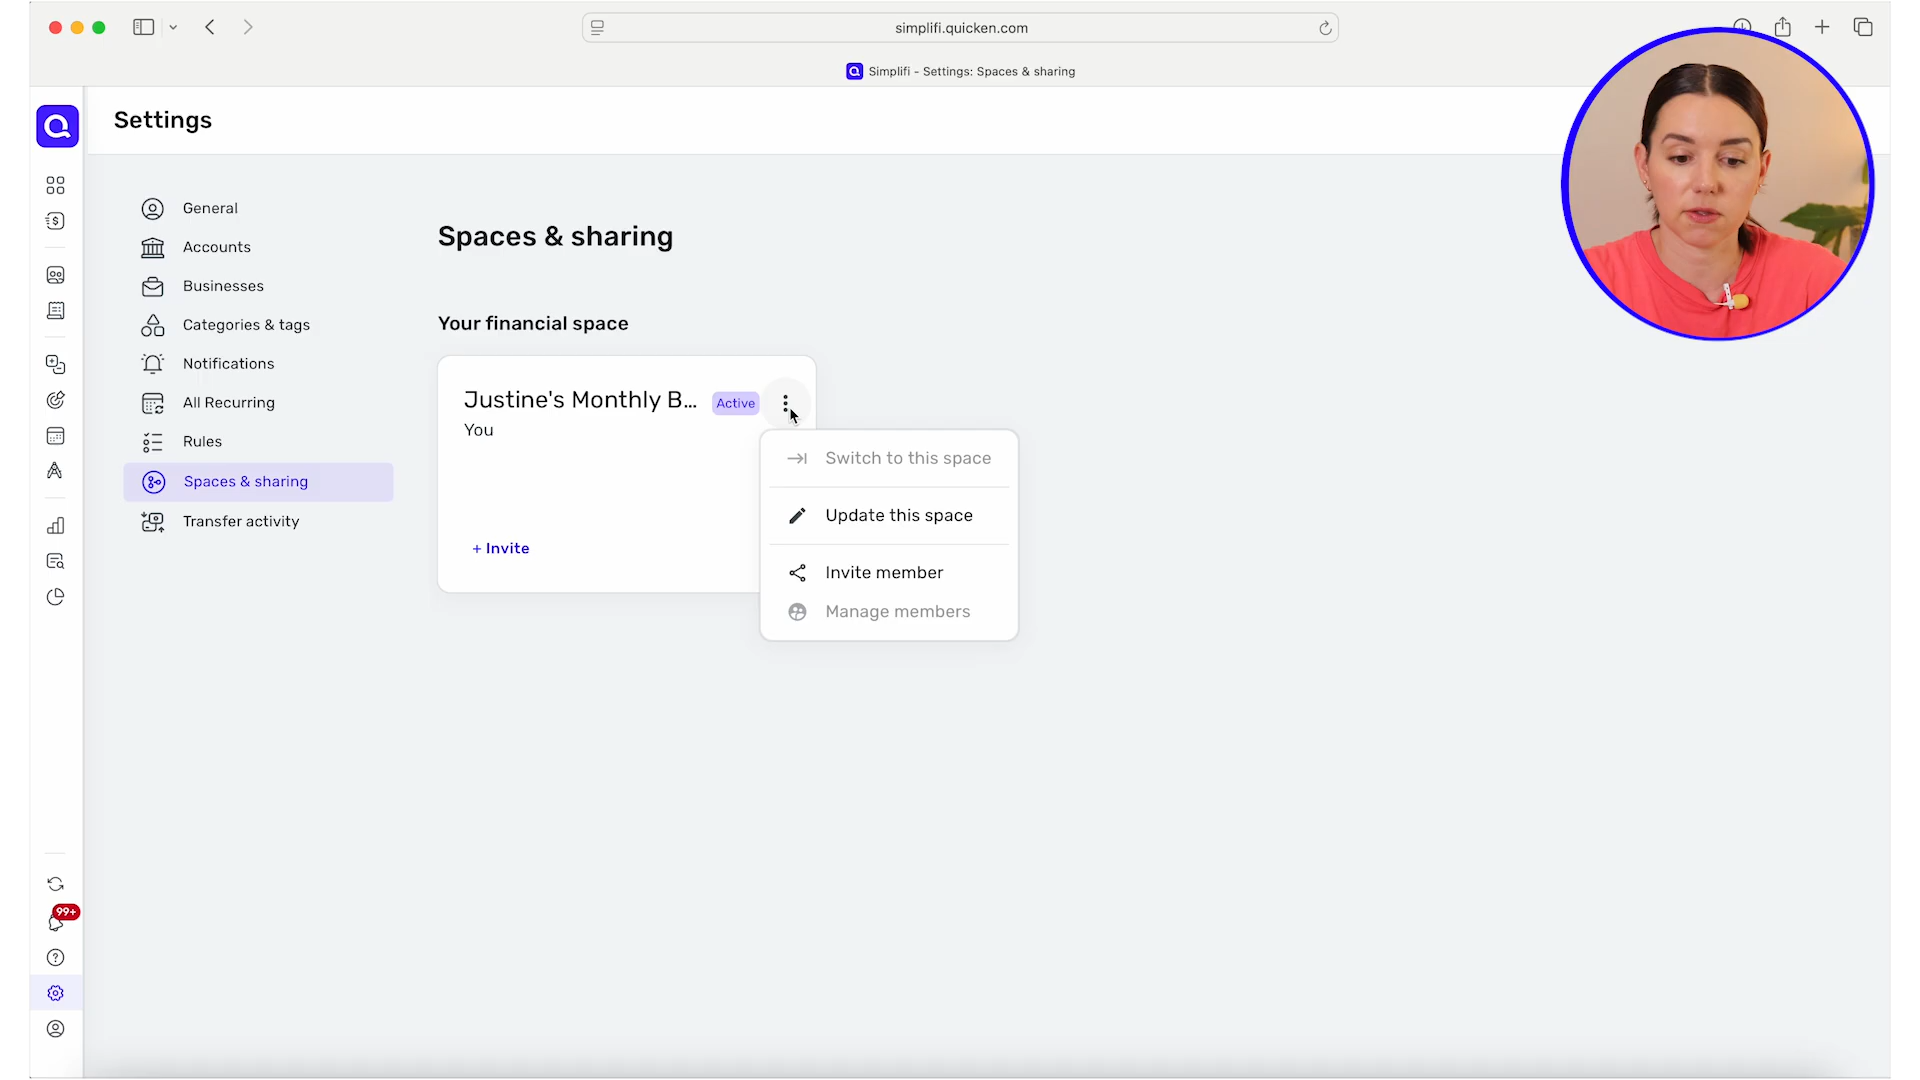 simplifi.quicken.com
Simplifi - Settings: Spaces & sharing
Settings
General
Accounts
Businesses
Categories & tags
Notifications
All Recurring
Rules
Spaces & sharing
Transfer activity
99+
Spaces & sharing
Your financial space
Justine's Monthly B... Active
You
+ Invite
Switch to this space
Update this space
Invite member
Manage members